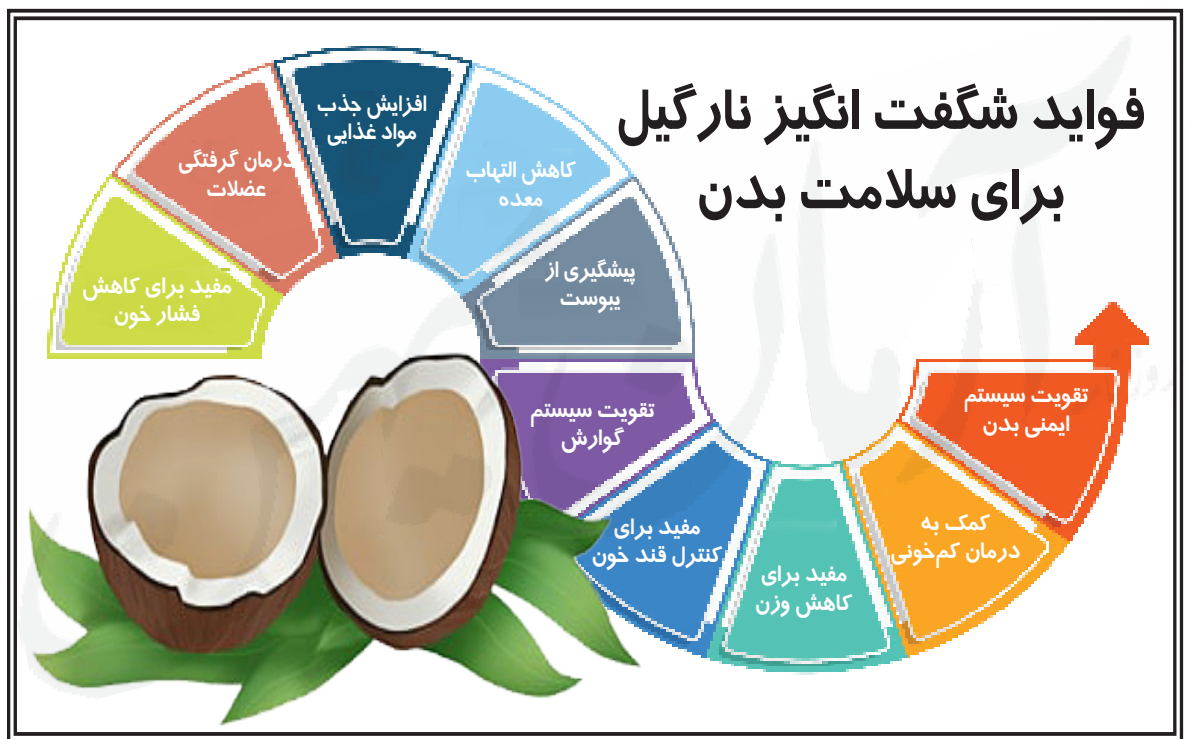 فواید شگفت انگیز نارگیل
برای سلامت بدن
مفید برای کاهش
فشار خون
درمان گرفتگی
عضلات
افزایش جذب
مواد غذایی
کاهش التهاب
معده
پیشگیری از
یبوست
تقویت سیستم
گوارش
مفید برای
کنترل قند خون
مفید برای
کاهش وزن
کمک به
درمان کم‌خونی
تقویت سیستم
ایمنی بدن